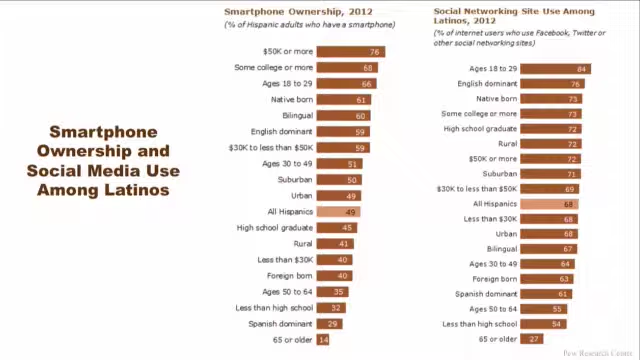 Smartphone
Ownership and
Social Media Use
Among Latinos
Smartphone Ownership, 2012
(% of Hispanic adults who have a smartphone)
$50K or more 76
Some college or more 68
Ages 18 to 29 66
Native born 61
Bilingual 60
English dominant 59
$30K to less than $50K 59
Ages 30 to 49 51
Suburban 50
Urban 49
All Hispanics 49
High school graduate 45
Rural 41
Less than $30K 40
Foreign born 40
Ages 50 to 64 35
Less than high school 32
Spanish dominant 29
65 or older 14
Social Networking Site Use Among
Latinos, 2012
(% of internet users who use Facebook, Twitter or
other social networking sites)
Ages 18 to 29 84
English dominant 76
Native born 73
Some college or more 73
High school graduate 72
Rural 72
$50K or more 72
Suburban 71
$30K to less than $50K 69
All Hispanics 68
Less than $30K 68
Urban 68
Bilingual 67
Ages 30 to 49 64
Foreign born 63
Spanish dominant 61
Ages 50 to 64 55
Less than high school 54
65 or older 27
Pew Research Center